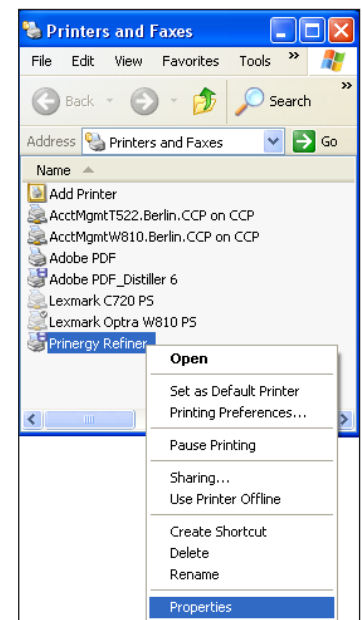 Printers and Faxes
File Edit View Favorites Tools »
Back Search »
Address Printers and Faxes Go
Name
Add Printer
AcctMgmtT522.Berlin.CCP on CCP
AcctMgmtW810.Berlin.CCP on CCP
Adobe PDF
Adobe PDF_Distiller 6
Lexmark C720 PS
Lexmark Optra W810 PS
Prinergy Refiner
Open
Set as Default Printer
Printing Preferences...
Pause Printing
Sharing...
Use Printer Offline
Create Shortcut
Delete
Rename
Properties